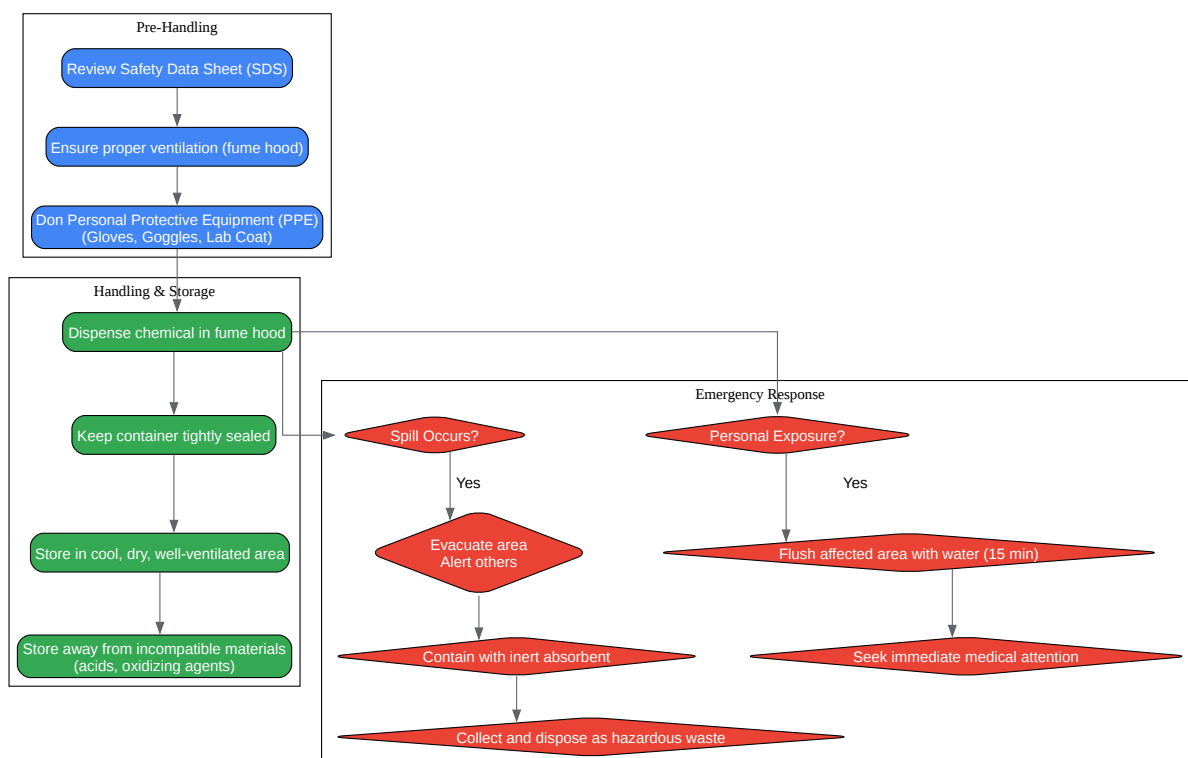 Pre-Handling
Review Safety Data Sheet (SDS)
Ensure proper ventilation (fume hood)
Don Personal Protective Equipment (PPE)
(Gloves, Goggles, Lab Coat)
Handling & Storage
Dispense chemical in fume hood
Keep container tightly sealed
Store in cool, dry, well-ventilated area
Store away from incompatible materials
(acids, oxidizing agents)
Emergency Response
Spill Occurs?
Yes
Evacuate area
Alert others
Contain with inert absorbent
Collect and dispose as hazardous waste
Personal Exposure?
Yes
Flush affected area with water (15 min)
Seek immediate medical attention